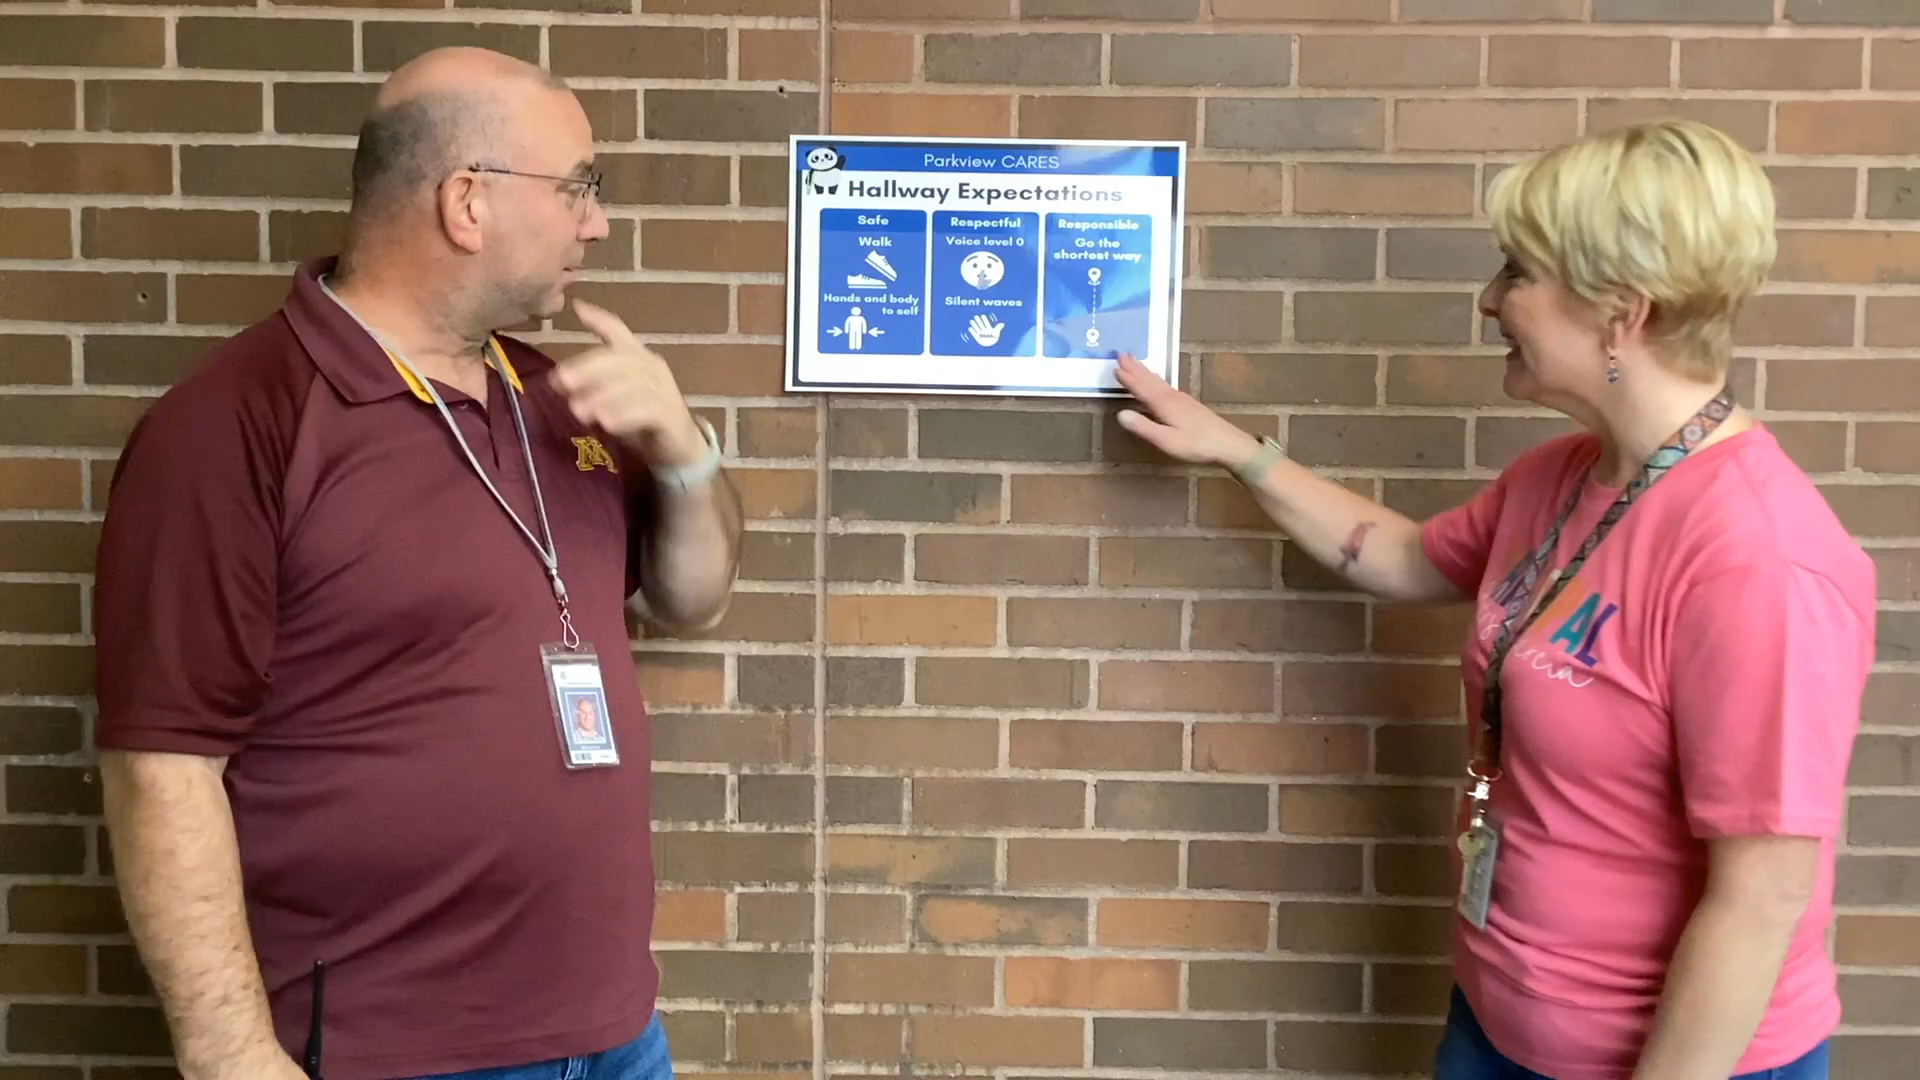 Parkview CARES
Hallway Expectations
Safe
Walk
Hands and body
to self
Respectful
Voice level 0
Silent waves
Responsible
Go the
shortest way
M
AL